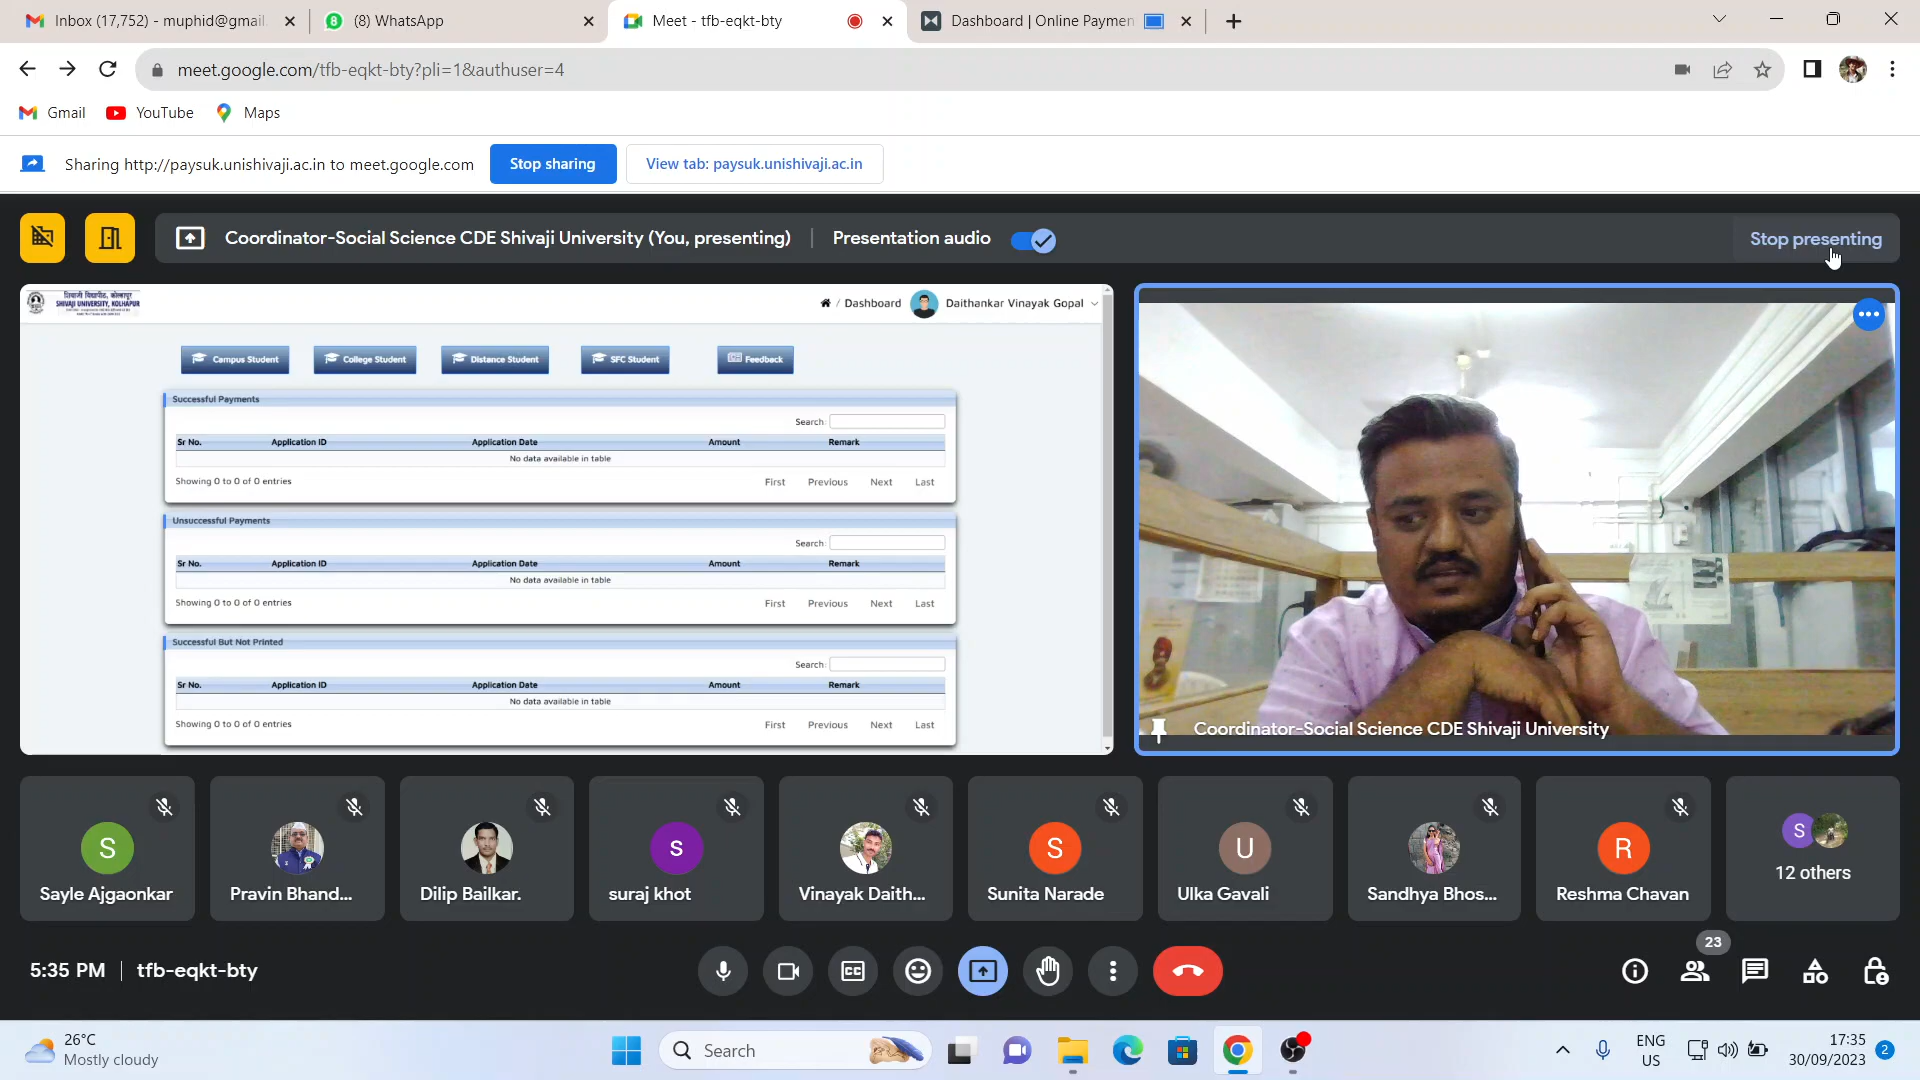 Inbox (17,752) - muphid@gmail.
(8) WhatsApp
Meet - tfb-eqkt-bty
Dashboard | Online Paymen
meet.google.com/tfb-eqkt-bty?pli=1&authuser=4
Gmail
YouTube
Maps
Sharing http://paysuk.unishivaji.ac.in to meet.google.com
Stop sharing
View tab: paysuk.unishivaji.ac.in
Coordinator-Social Science CDE Shivaji University (You, presenting)
Presentation audio
Stop presenting
शिवाजी विद्यापीठ, कोल्हापूर
SHIVAJI UNIVERSITY, KOLHAPUR
/ Dashboard
Daithankar Vinayak Gopal
Campus Student
College Student
Distance Student
SFC Student
Feedback
Successful Payments
Search:
Sr No. Application ID Application Date Amount Remark
No data available in table
Showing 0 to 0 of 0 entries
First Previous Next Last
Unsuccessful Payments
Search:
Sr No. Application ID Application Date Amount Remark
No data available in table
Showing 0 to 0 of 0 entries
First Previous Next Last
Successful But Not Printed
Search:
Sr No. Application ID Application Date Amount Remark
No data available in table
Showing 0 to 0 of 0 entries
First Previous Next Last
Coordinator-Social Science CDE Shivaji University
S
Sayle Ajgaonkar
Pravin Bhand...
Dilip Bailkar.
s
suraj khot
Vinayak Daith...
S
Sunita Narade
U
Ulka Gavali
Sandhya Bhos...
R
Reshma Chavan
S
12 others
5:35 PM | tfb-eqkt-bty
CC
23
26°C
Mostly cloudy
Search
ENG
US
17:35
30/09/2023
2